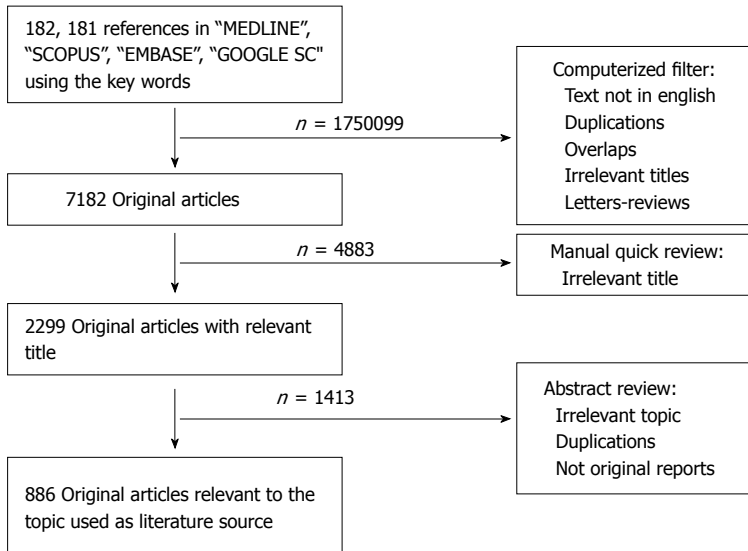 182, 181 references in “MEDLINE”,
“SCOPUS”, “EMBASE”, “GOOGLE SC"
using the key words
n = 1750099
Computerized filter:
Text not in english
Duplications
Overlaps
Irrelevant titles
Letters-reviews
7182 Original articles
n = 4883
Manual quick review:
Irrelevant title
2299 Original articles with relevant
title
n = 1413
Abstract review:
Irrelevant topic
Duplications
Not original reports
886 Original articles relevant to the
topic used as literature source